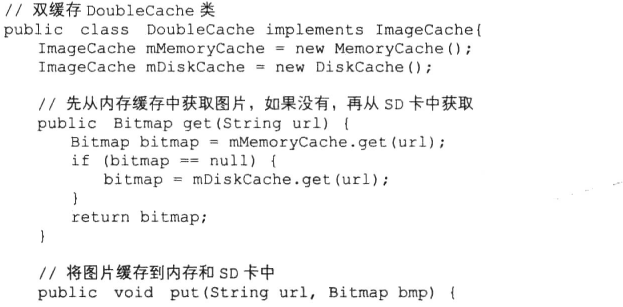 // 双缓存 DoubleCache 类
public class DoubleCache implements ImageCache{
ImageCache mMemoryCache = new MemoryCache();
ImageCache mDiskCache = new DiskCache();
// 先从内存缓存中获取图片，如果没有，再从 SD 卡中获取
public Bitmap get(String url) {
Bitmap bitmap = mMemoryCache.get(url);
if (bitmap == null) {
bitmap = mDiskCache.get(url);
}
return bitmap;
}
// 将图片缓存到内存和 SD 卡中
public void put(String url, Bitmap bmp) {